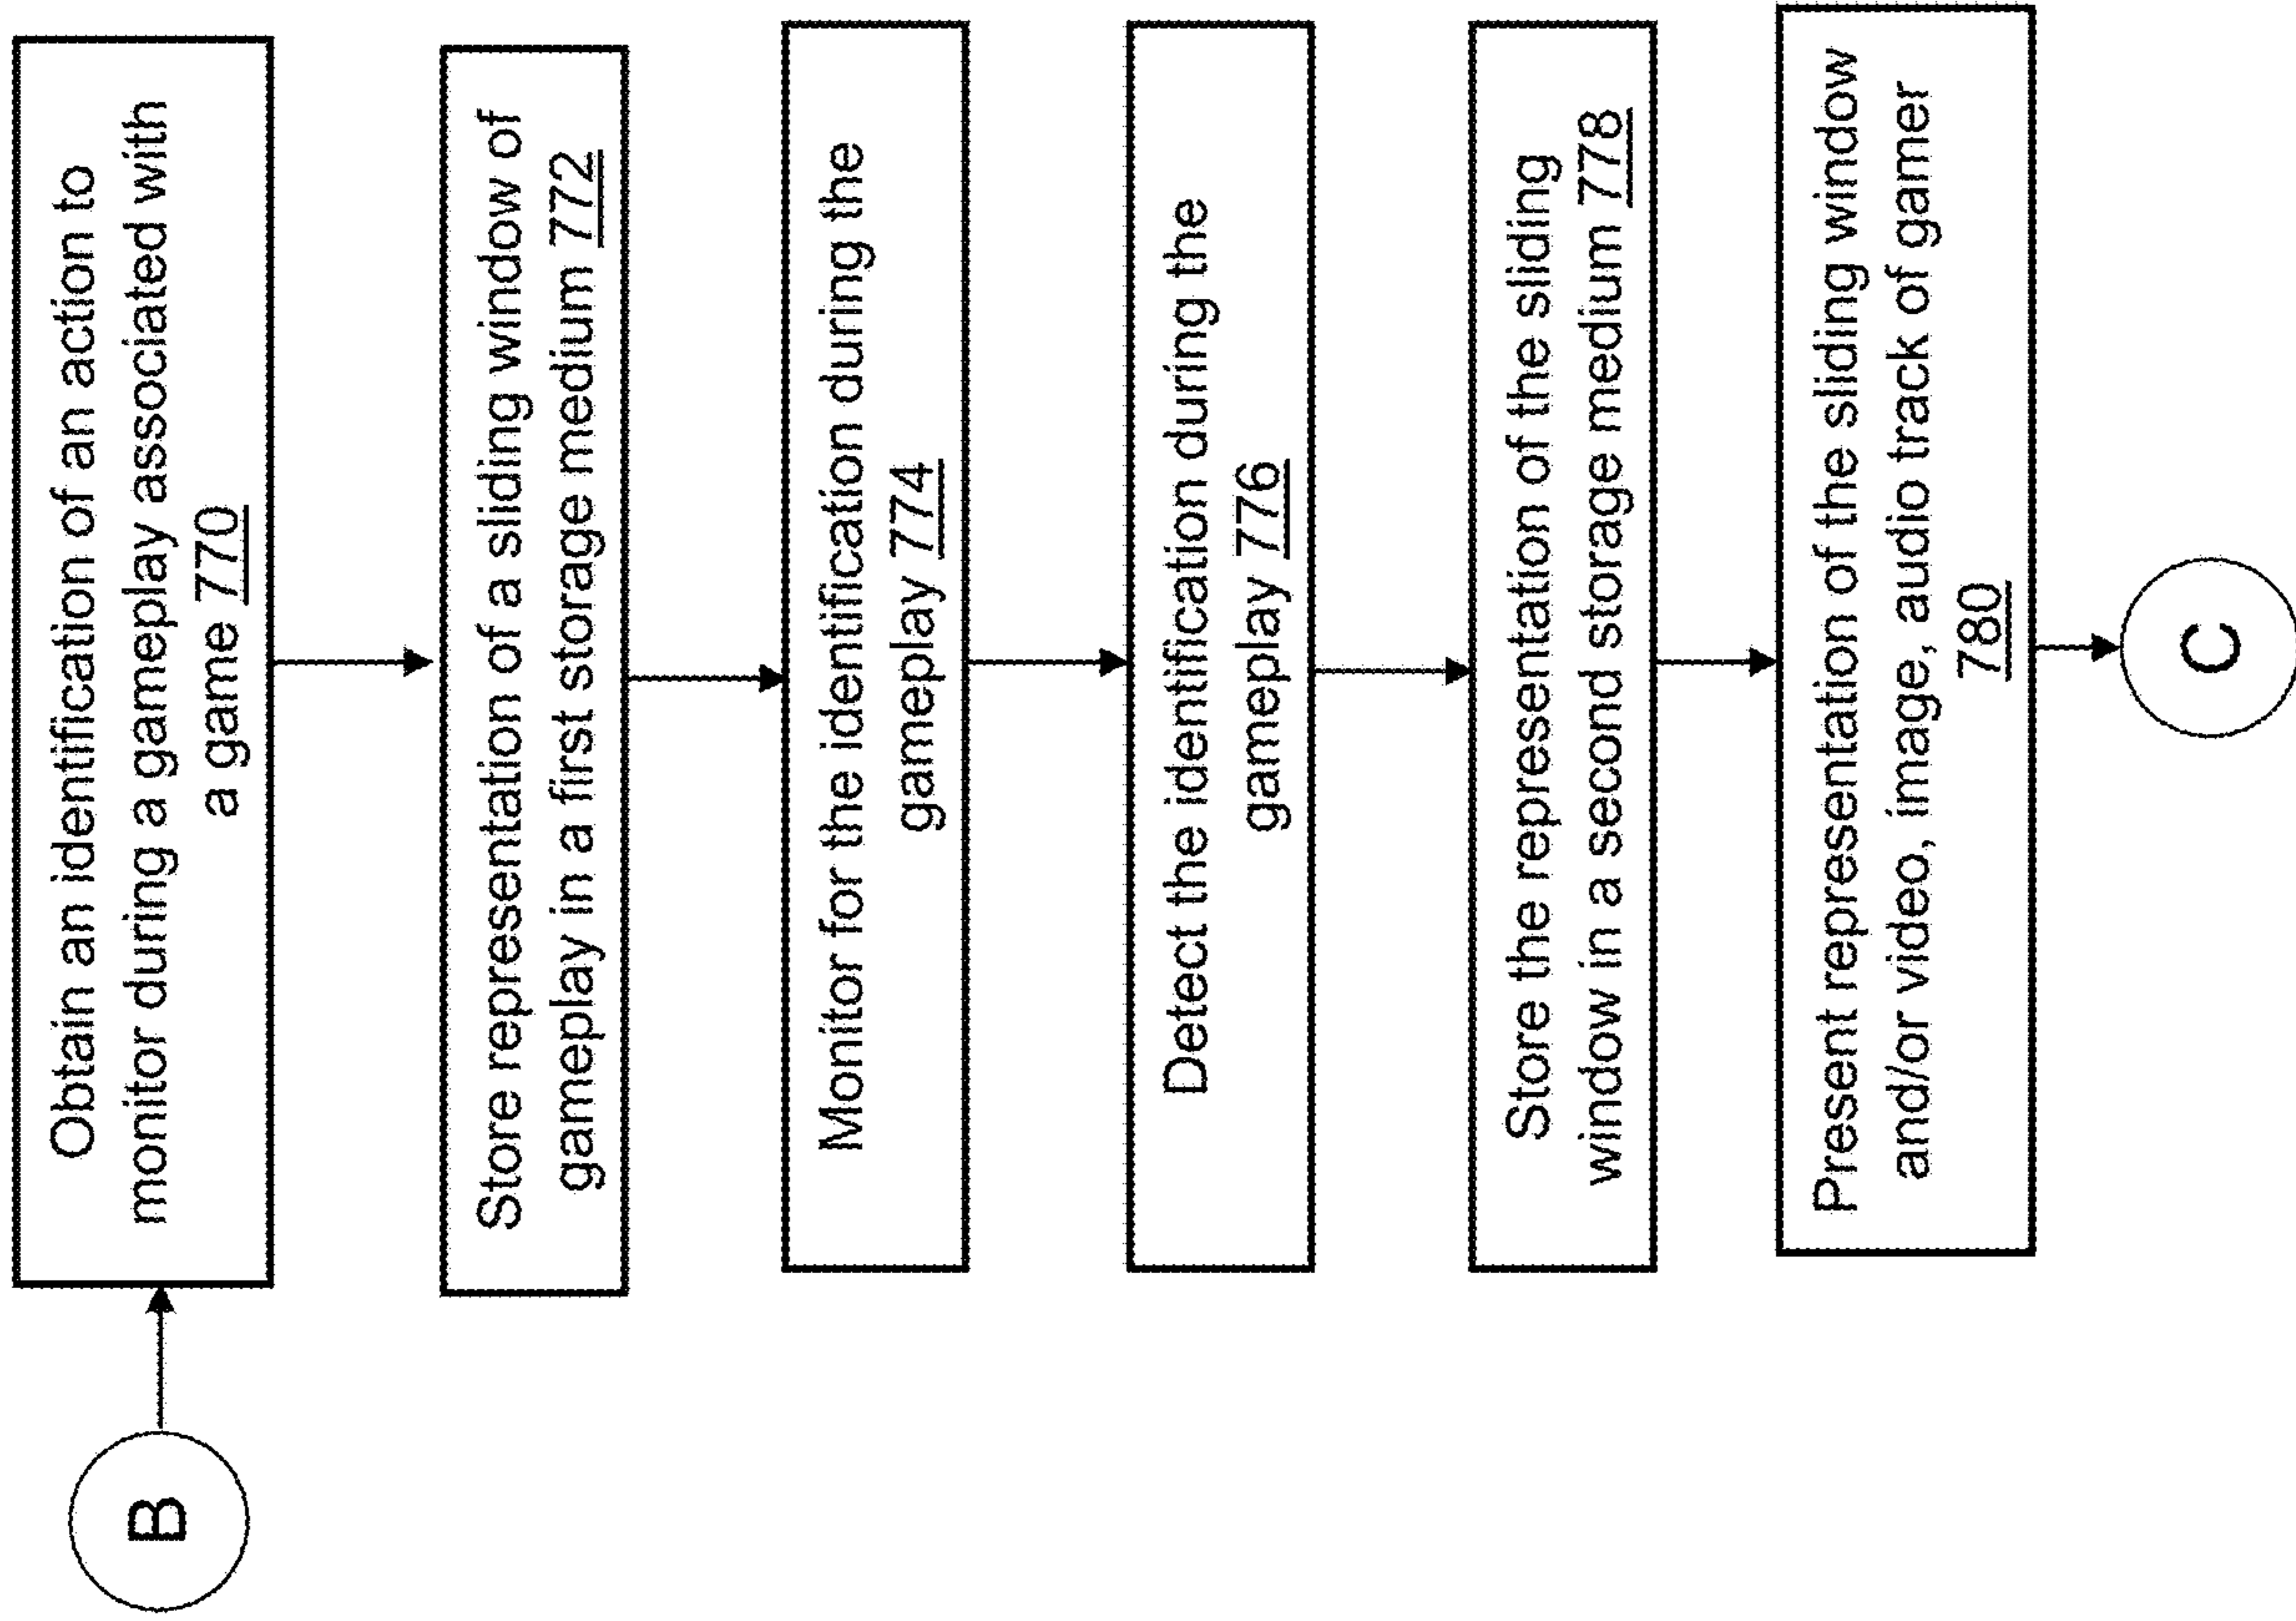 B
Obtain an identification of an action to
monitor during a gameplay associated with
a game 770
Store representation of a sliding window of
gameplay in a first storage medium 772
Monitor for the identification during the
gameplay 774
Detect the identification during the
gameplay 776
Store the representation of the sliding
window in a second storage medium 778
Present representation of the sliding window
and/or video, image, audio track of gamer
780
C